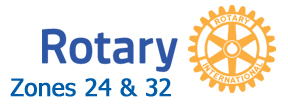 Rotary
Zones 24 & 32
ROTARY
INTERNATIONAL